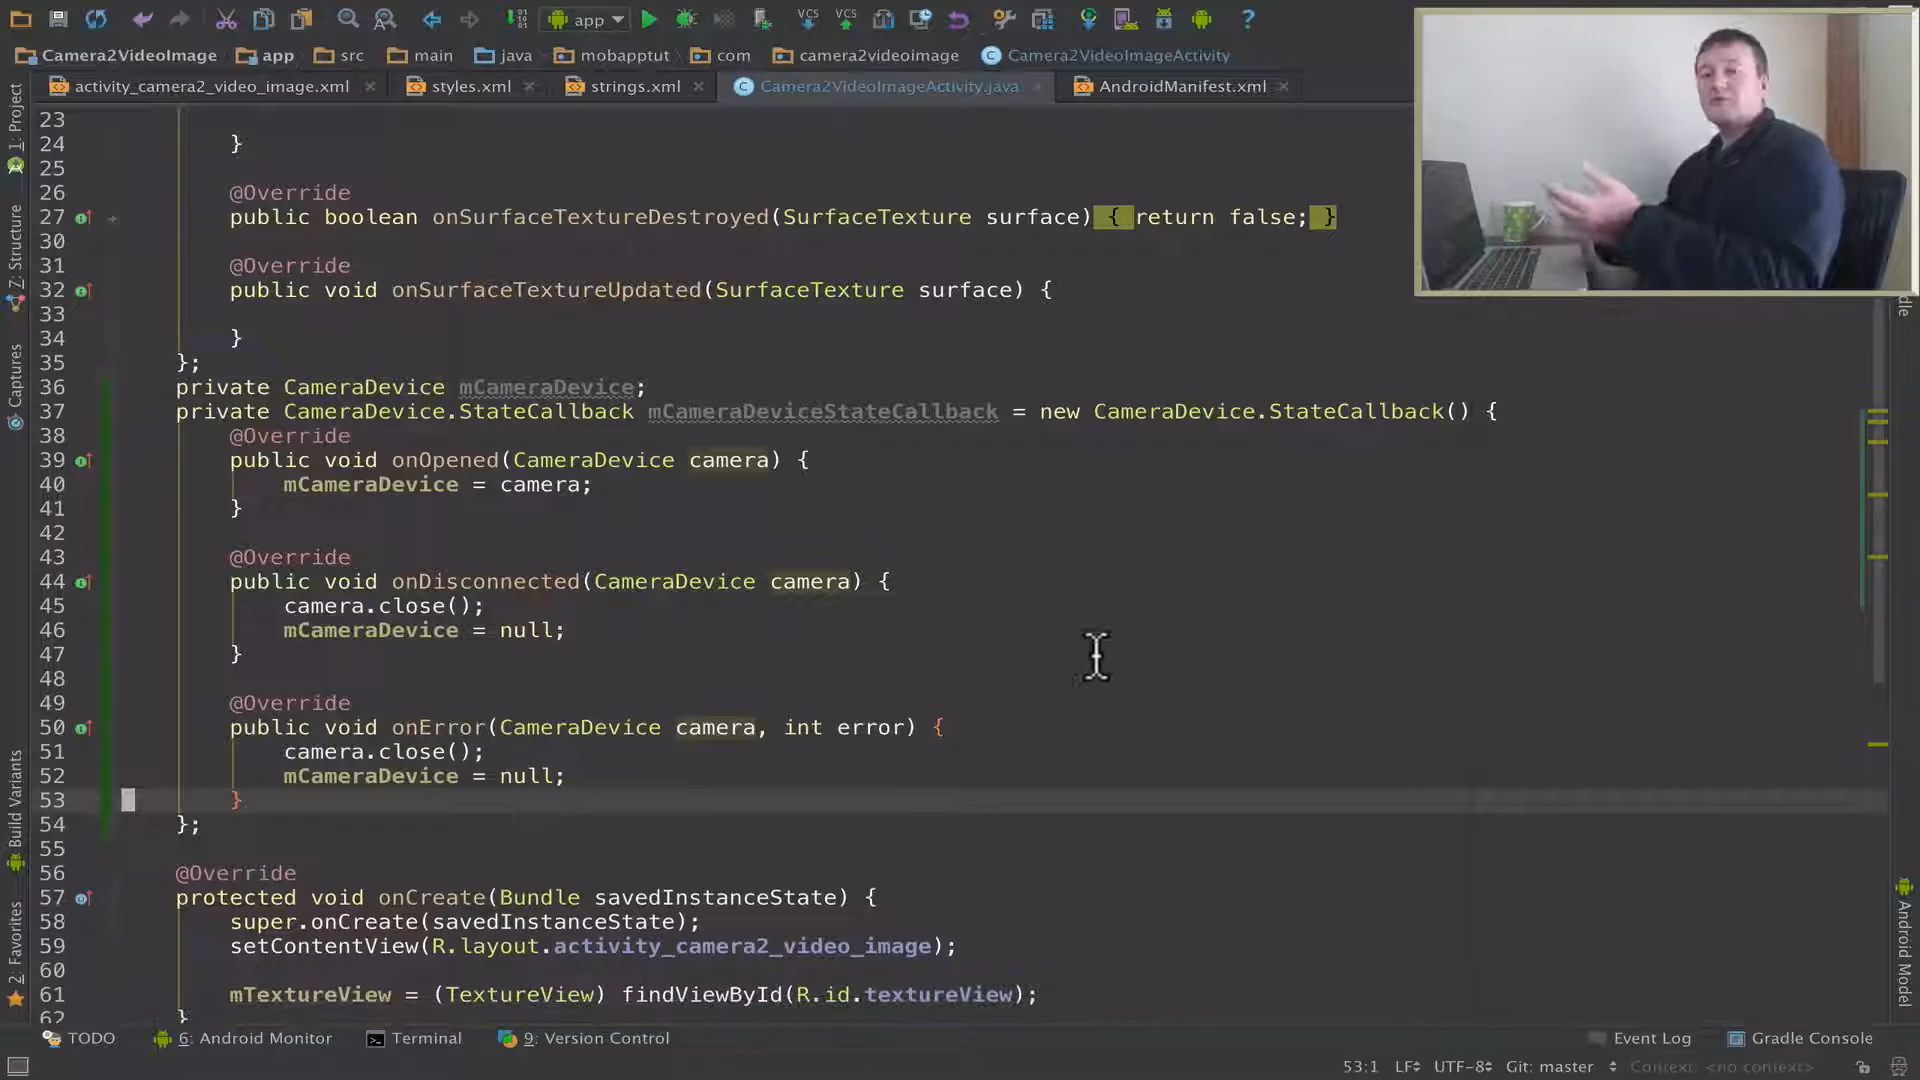 app
VCS
VCS
Camera2VideoImage
app
src
main
java
mobapptut
com
camera2videoimage
Camera2VideoImageActivity
activity_camera2_video_image.xml
styles.xml
strings.xml
Camera2VideoImageActivity.java
AndroidManifest.xml
1: Project
7: Structure
Captures
Build Variants
2: Favorites
23
24 }
25
26 @Override
27 public boolean onSurfaceTextureDestroyed(SurfaceTexture surface) { return false; }
30
31 @Override
32 public void onSurfaceTextureUpdated(SurfaceTexture surface) {
33
34 }
35 };
36 private CameraDevice mCameraDevice;
37 private CameraDevice.StateCallback mCameraDeviceStateCallback = new CameraDevice.StateCallback() {
38 @Override
39 public void onOpened(CameraDevice camera) {
40 mCameraDevice = camera;
41 }
42
43 @Override
44 public void onDisconnected(CameraDevice camera) {
45 camera.close();
46 mCameraDevice = null;
47 }
48
49 @Override
50 public void onError(CameraDevice camera, int error) {
51 camera.close();
52 mCameraDevice = null;
53 }
54 };
55
56 @Override
57 protected void onCreate(Bundle savedInstanceState) {
58 super.onCreate(savedInstanceState);
59 setContentView(R.layout.activity_camera2_video_image);
60
61 mTextureView = (TextureView) findViewById(R.id.textureView);
62 }
Android Model
TODO
6: Android Monitor
Terminal
9: Version Control
Event Log
Gradle Console
53:1 LF UTF-8 Git: master Context: <no context>